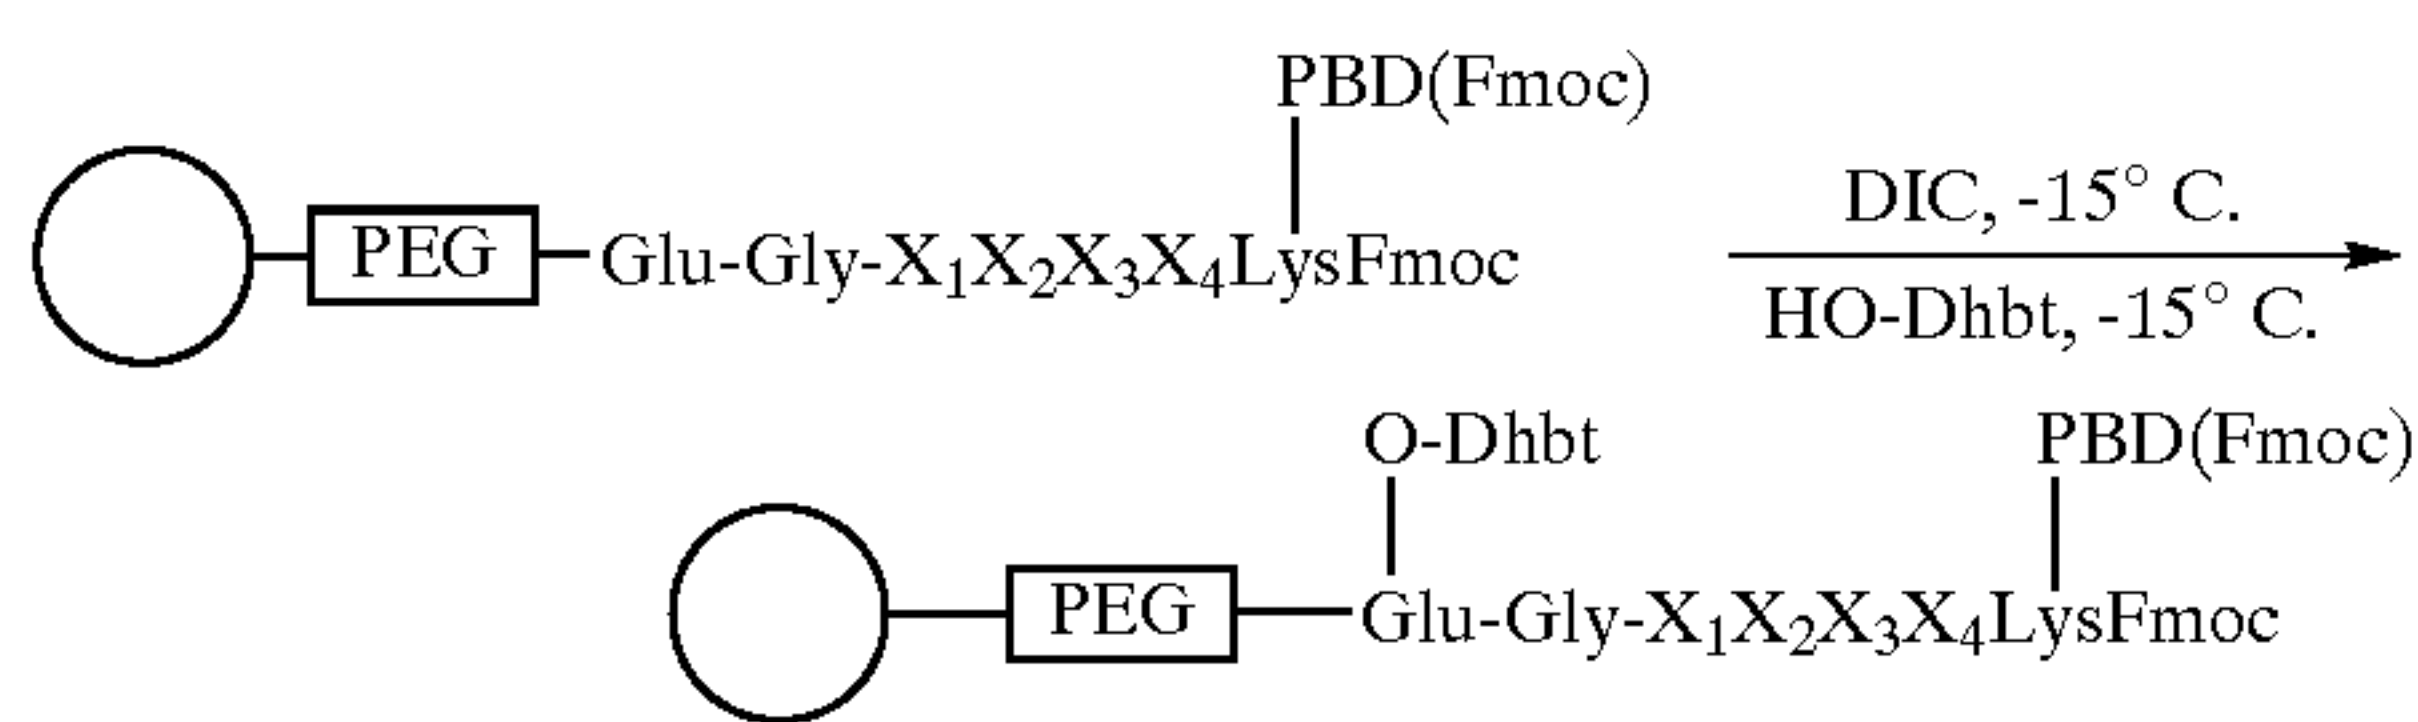 PBD(Fmoc)
PEG Glu-Gly-X₁X₂X₃X₄LysFmoc
DIC, -15° C.
HO-Dhbt, -15° C.
O-Dhbt PBD(Fmoc)
PEG Glu-Gly-X₁X₂X₃X₄LysFmoc